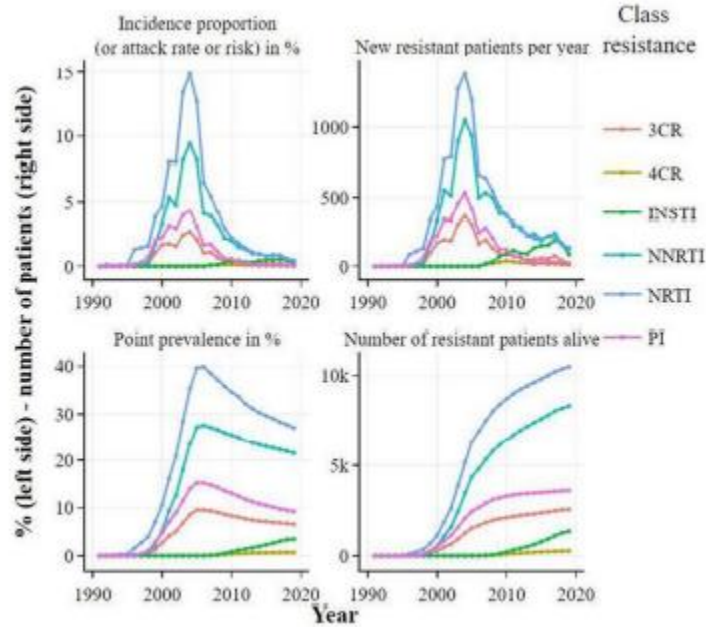 Incidence proportion
(or attack rate or risk) in %
New resistant patients per year
Class
resistance
15
10
5
0
1990 2000 2010 2020
1000
500
0
1990 2000 2010 2020
3CR
4CR
INSTI
NNRTI
NRTI
PI
% (left side) - number of patients (right side)
Point prevalence in %
Number of resistant patients alive
40
30
20
10
0
1990 2000 2010 2020
10k
5k
0
1990 2000 2010 2020
Year